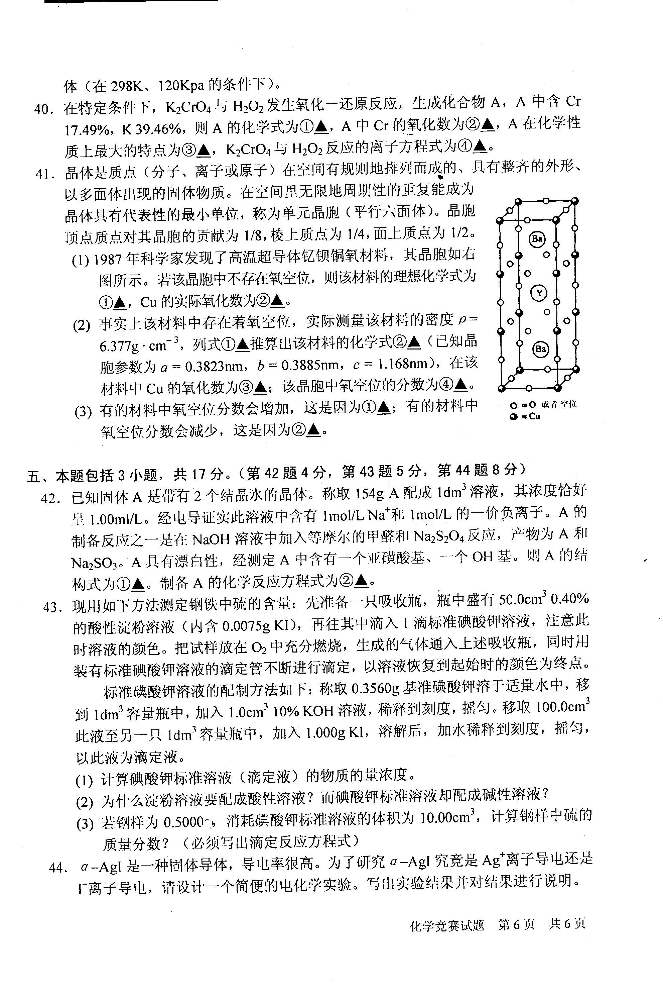 体（在 298K、120Kpa 的条件下）。
40．在特定条件下，K₂CrO₄与 H₂O₂发生氧化一还原反应，生成化合物 A，A 中含 Cr
17.49%，K 39.46%，则 A 的化学式为①▲，A 中 Cr 的氧化数为②▲，A 在化学性
质上最大的特点为③▲，K₂CrO₄与 H₂O₂反应的离子方程式为④▲。
41．晶体是质点（分子、离子或原子）在空间有规则地排列而成的、具有整齐的外形、
以多面体出现的固体物质。在空间里无限地周期性的重复能成为
晶体具有代表性的最小单位，称为单元晶胞（平行六面体）。晶胞
顶点质点对其晶胞的贡献为 1/8，棱上质点为 1/4，面上质点为 1/2。
(1) 1987 年科学家发现了高温超导体钇钡铜氧材料，其晶胞如右
图所示。若该晶胞中不存在氧空位，则该材料的理想化学式为
①▲，Cu 的实际氧化数为②▲。
(2) 事实上该材料中存在着氧空位，实际测量该材料的密度 ρ=
6.377g·cm⁻³，列式①▲推算出该材料的化学式②▲（已知晶
胞参数为 a = 0.3823nm，b = 0.3885nm，c = 1.168nm），在该
材料中 Cu 的氧化数为③▲；该晶胞中氧空位的分数为④▲。
(3) 有的材料中氧空位分数会增加，这是因为①▲；有的材料中
氧空位分数会减少，这是因为②▲。
Ba
Y
Ba
=O 或者空位
=Cu
五、本题包括 3 小题，共 17 分。（第 42 题 4 分，第 43 题 5 分，第 44 题 8 分）
42．已知固体 A 是带有 2 个结晶水的晶体。称取 154g A 配成 1dm³溶液，其浓度恰好
是 1.00ml/L。经电导证实此溶液中含有 1mol/L Na⁺和 1mol/L 的一价负离子。A 的
制备反应之一是在 NaOH 溶液中加入等摩尔的甲醛和 Na₂S₂O₄反应，产物为 A 和
Na₂SO₃。A 具有漂白性，经测定 A 中含有一个亚磺酸基、一个 OH 基。则 A 的结
构式为①▲。制备 A 的化学反应方程式为②▲。
43．现用如下方法测定钢铁中硫的含量：先准备一只吸收瓶，瓶中盛有 50.0cm³ 0.40%
的酸性淀粉溶液（内含 0.0075g KI），再往其中滴入 1 滴标准碘酸钾溶液，注意此
时溶液的颜色。把试样放在 O₂中充分燃烧，生成的气体通入上述吸收瓶，同时用
装有标准碘酸钾溶液的滴定管不断进行滴定，以溶液恢复到起始时的颜色为终点。
标准碘酸钾溶液的配制方法如下：称取 0.3560g 基准碘酸钾溶于适量水中，移
到 1dm³容量瓶中，加入 1.0cm³ 10% KOH 溶液，稀释到刻度，摇匀。移取 100.0cm³
此液至另一只 1dm³容量瓶中，加入 1.000g KI，溶解后，加水稀释到刻度，摇匀，
以此液为滴定液。
(1) 计算碘酸钾标准溶液（滴定液）的物质的量浓度。
(2) 为什么淀粉溶液要配成酸性溶液？而碘酸钾标准溶液却配成碱性溶液？
(3) 若钢样为 0.5000 ，消耗碘酸钾标准溶液的体积为 10.00cm³，计算钢样中硫的
质量分数？（必须写出滴定反应方程式）
44．α–AgI 是一种固体导体，导电率很高。为了研究 α–AgI 究竟是 Ag⁺离子导电还是
I⁻离子导电，请设计一个简便的电化学实验。写出实验结果并对结果进行说明。
化学竞赛试题 第 6 页 共 6 页